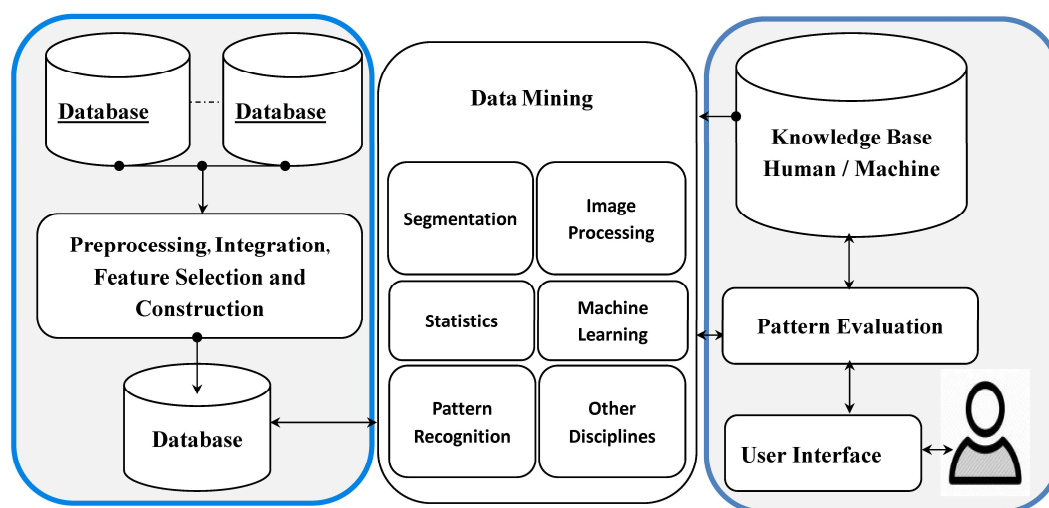 Database
Database
Preprocessing, Integration,
Feature Selection and
Construction
Database
Data Mining
Segmentation
Image
Processing
Statistics
Machine
Learning
Pattern
Recognition
Other
Disciplines
Knowledge Base
Human / Machine
Pattern Evaluation
User Interface